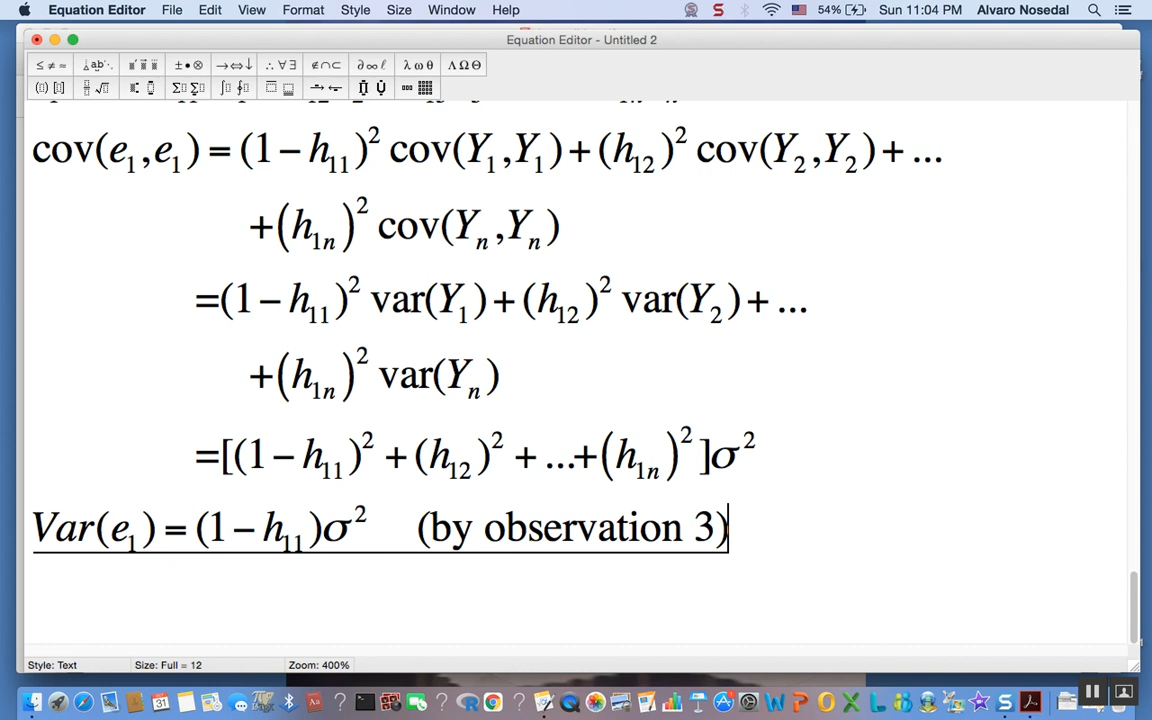 Equation Editor File Edit View Format Style Size Window Help 54% Sun 11:04 PM Alvaro Nosedal
Equation Editor - Untitled 2
cov(e₁,e₁) = (1 − h₁₁)² cov(Y₁,Y₁) + (h₁₂)² cov(Y₂,Y₂) + ...
+(h₁ₙ)² cov(Yₙ,Yₙ)
=(1 − h₁₁)² var(Y₁) + (h₁₂)² var(Y₂) + ...
+(h₁ₙ)² var(Yₙ)
=[(1 − h₁₁)² + (h₁₂)² + ...+(h₁ₙ)²]σ²
Var(e₁) = (1 − h₁₁)σ² (by observation 3)
Style: Text Size: Full = 12 Zoom: 400%